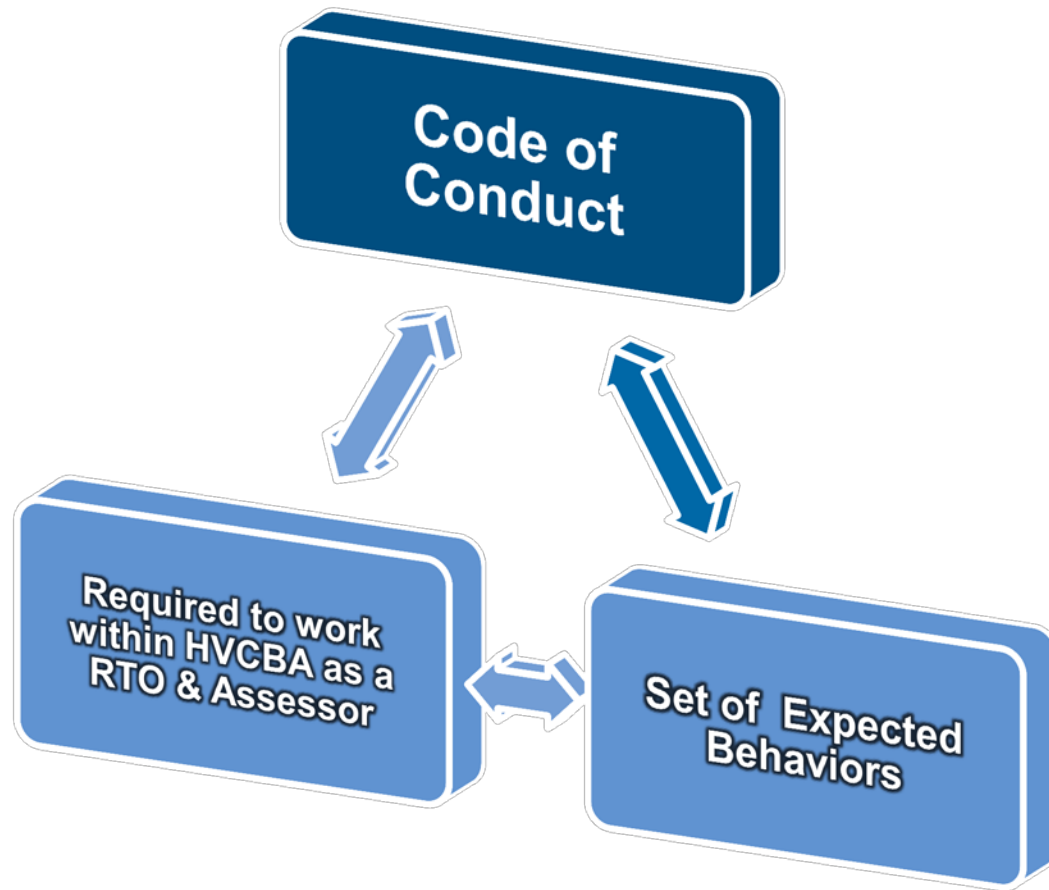 Code of
Conduct
Required to work
within HVCBA as a
RTO & Assessor
Set of  Expected
Behaviors